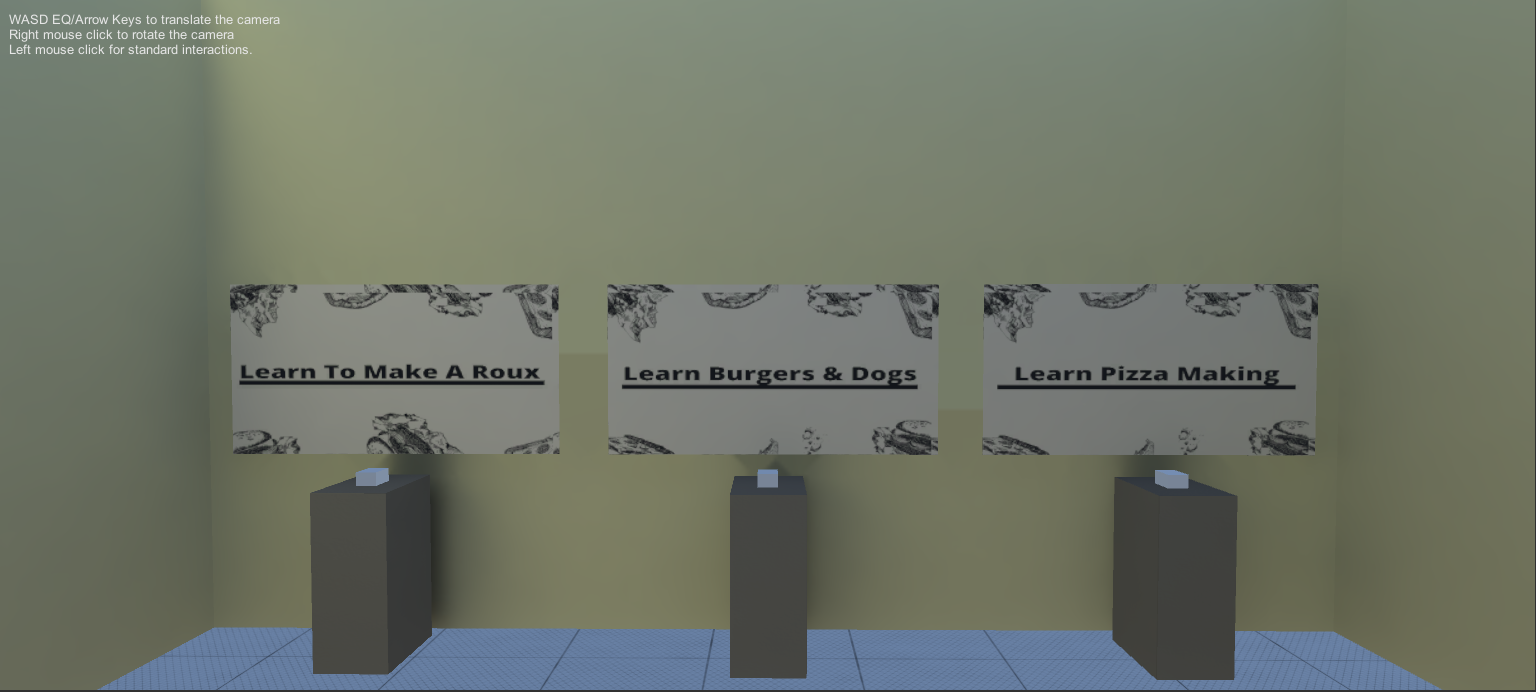 WASD EQ/Arrow Keys to translate the camera
Right mouse click to rotate the camera
Left mouse click for standard interactions.
Learn To Make A Roux
Learn Burgers & Dogs
Learn Pizza Making